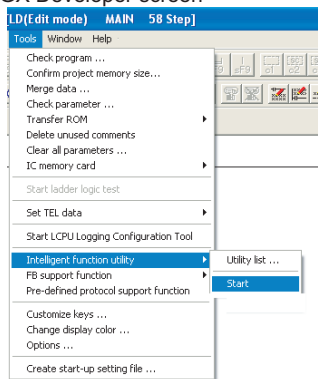 GX Developer screen
LD(Edit mode) MAIN 58 Step]
Tools Window Help
sF9 cF1 c2
Check program ...
Confirm project memory size...
Merge data ...
Check parameter ...
Transfer ROM
Delete unused comments
Clear all parameters ...
IC memory card
Start ladder logic test
Set TEL data
Start LCPU Logging Configuration Tool
Intelligent function utility
Utility list ...
FB support function
Start
Pre-defined protocol support function
Customize keys ...
Change display color ...
Options ...
Create start-up setting file ...